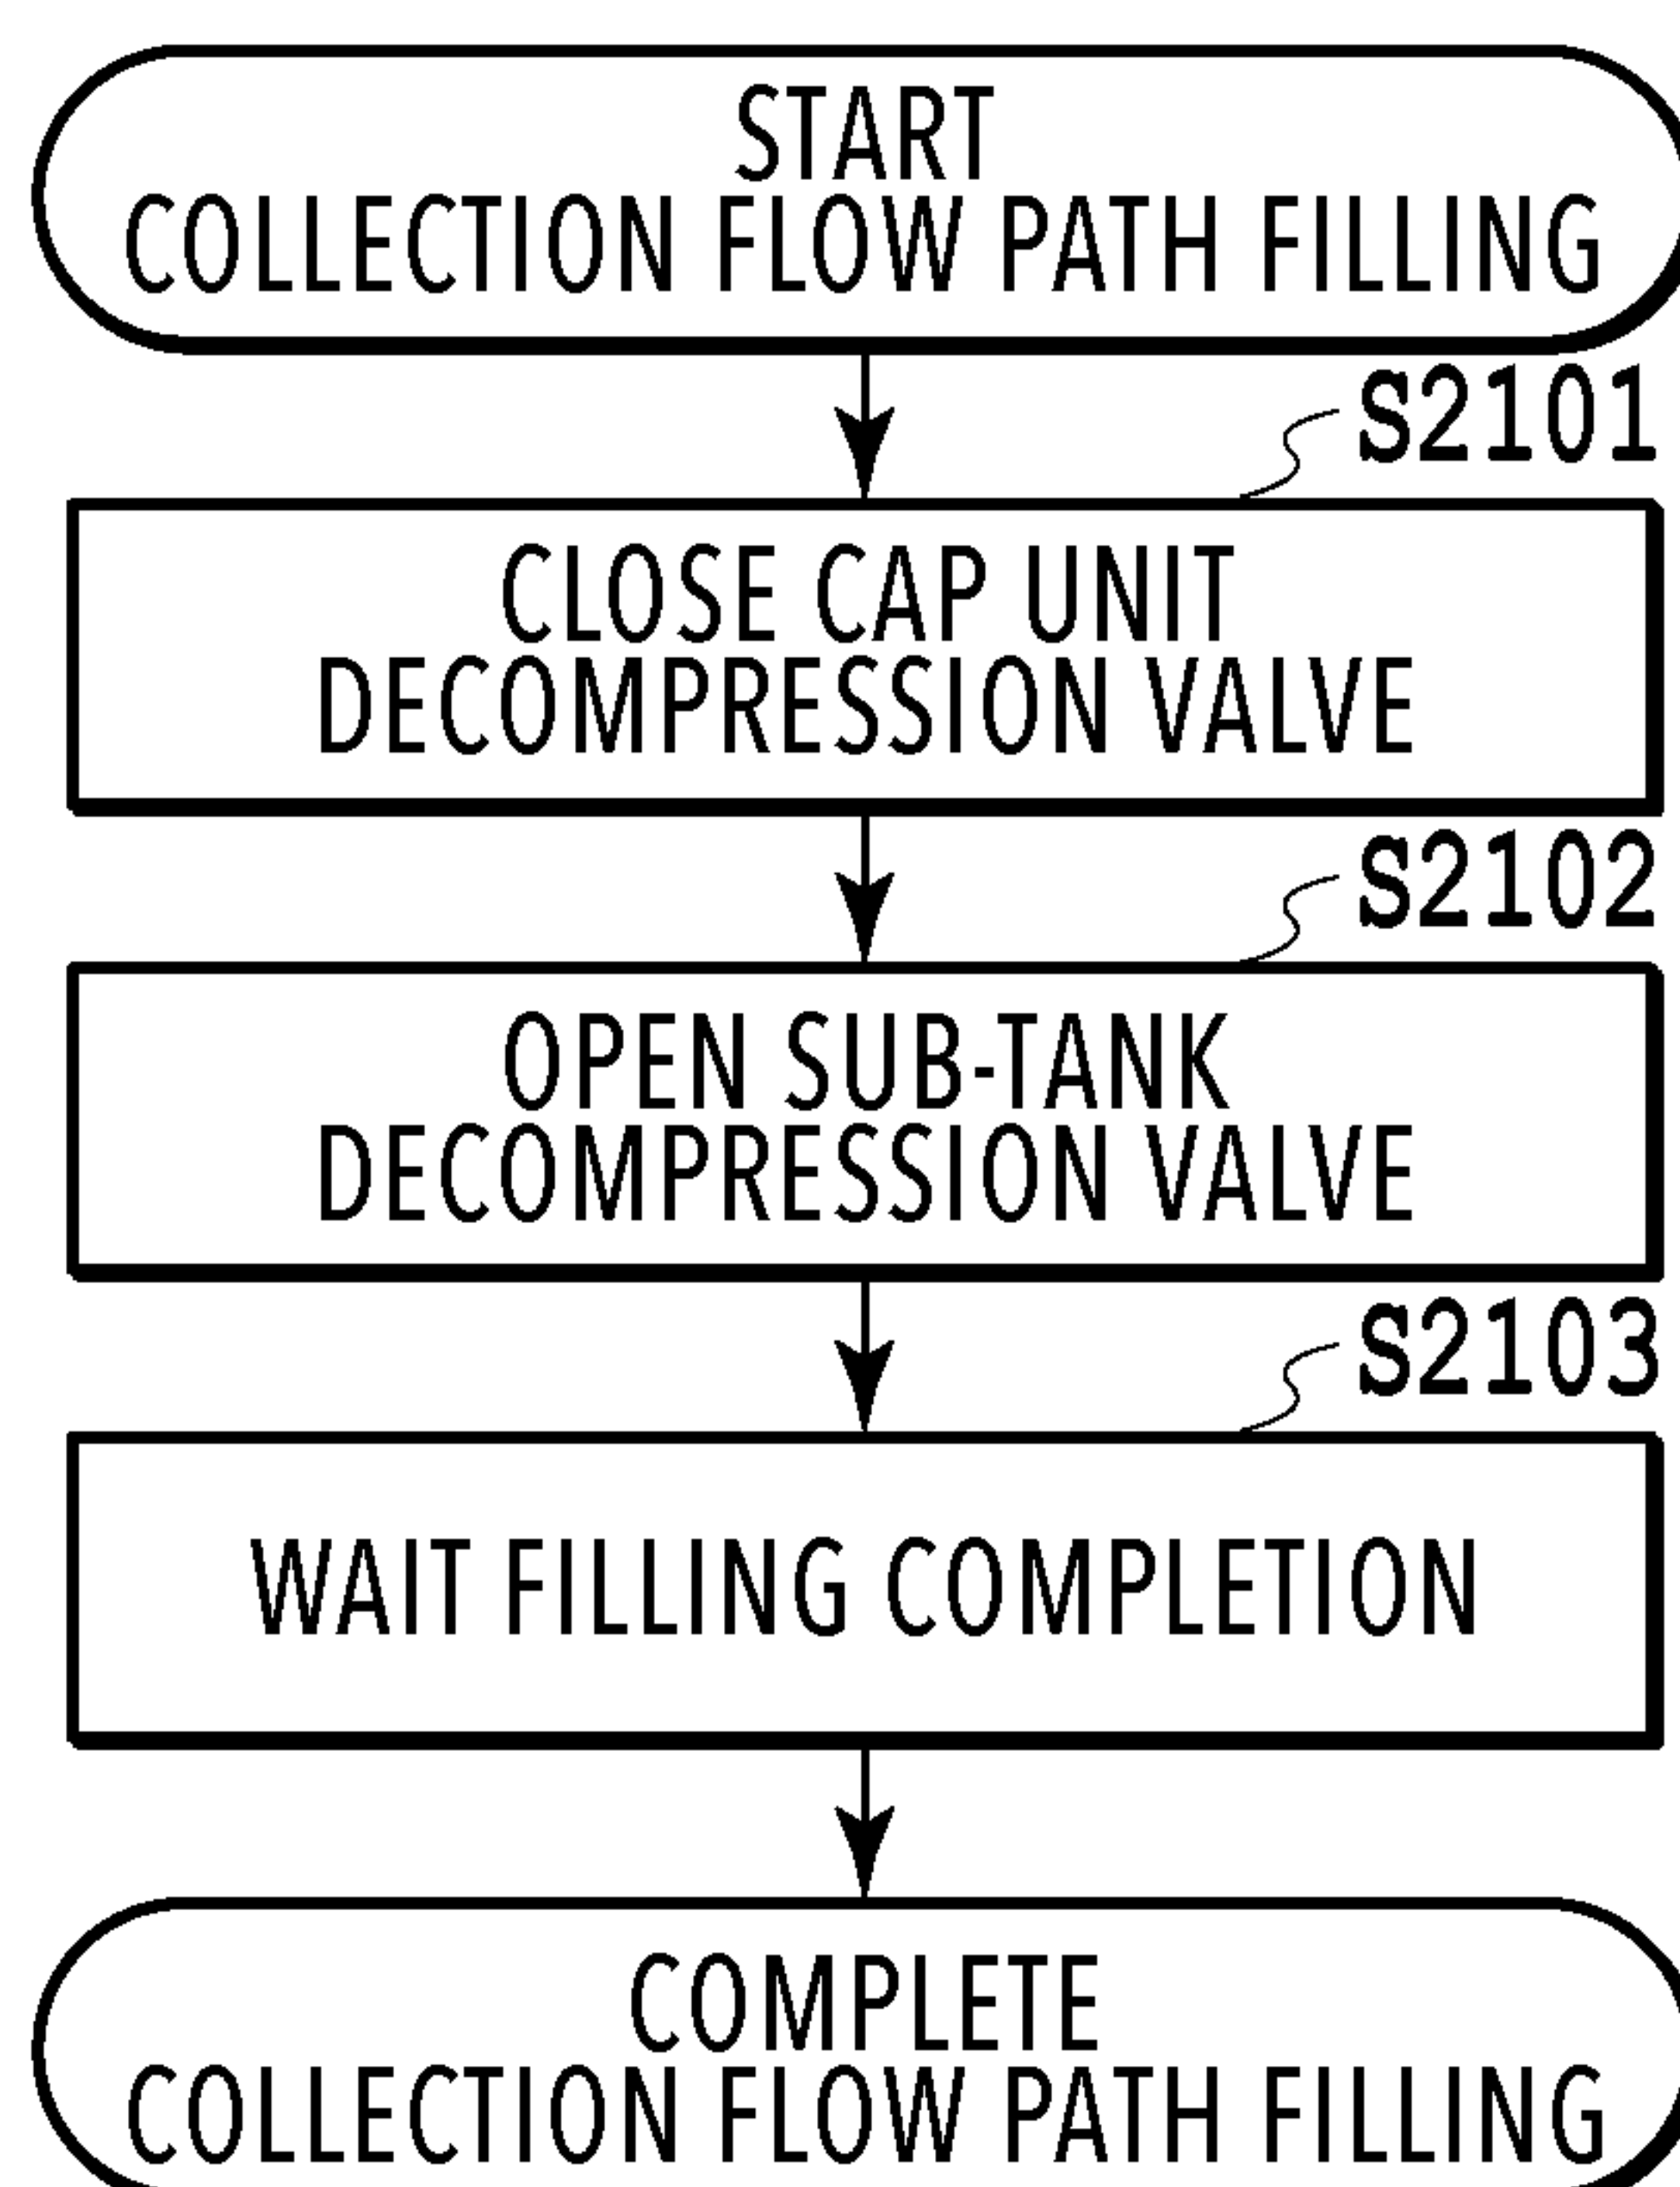 START
COLLECTION FLOW PATH FILLING
S2101
CLOSE CAP UNIT
DECOMPRESSION VALVE
S2102
OPEN SUB-TANK
DECOMPRESSION VALVE
S2103
WAIT FILLING COMPLETION
COMPLETE
COLLECTION FLOW PATH FILLING